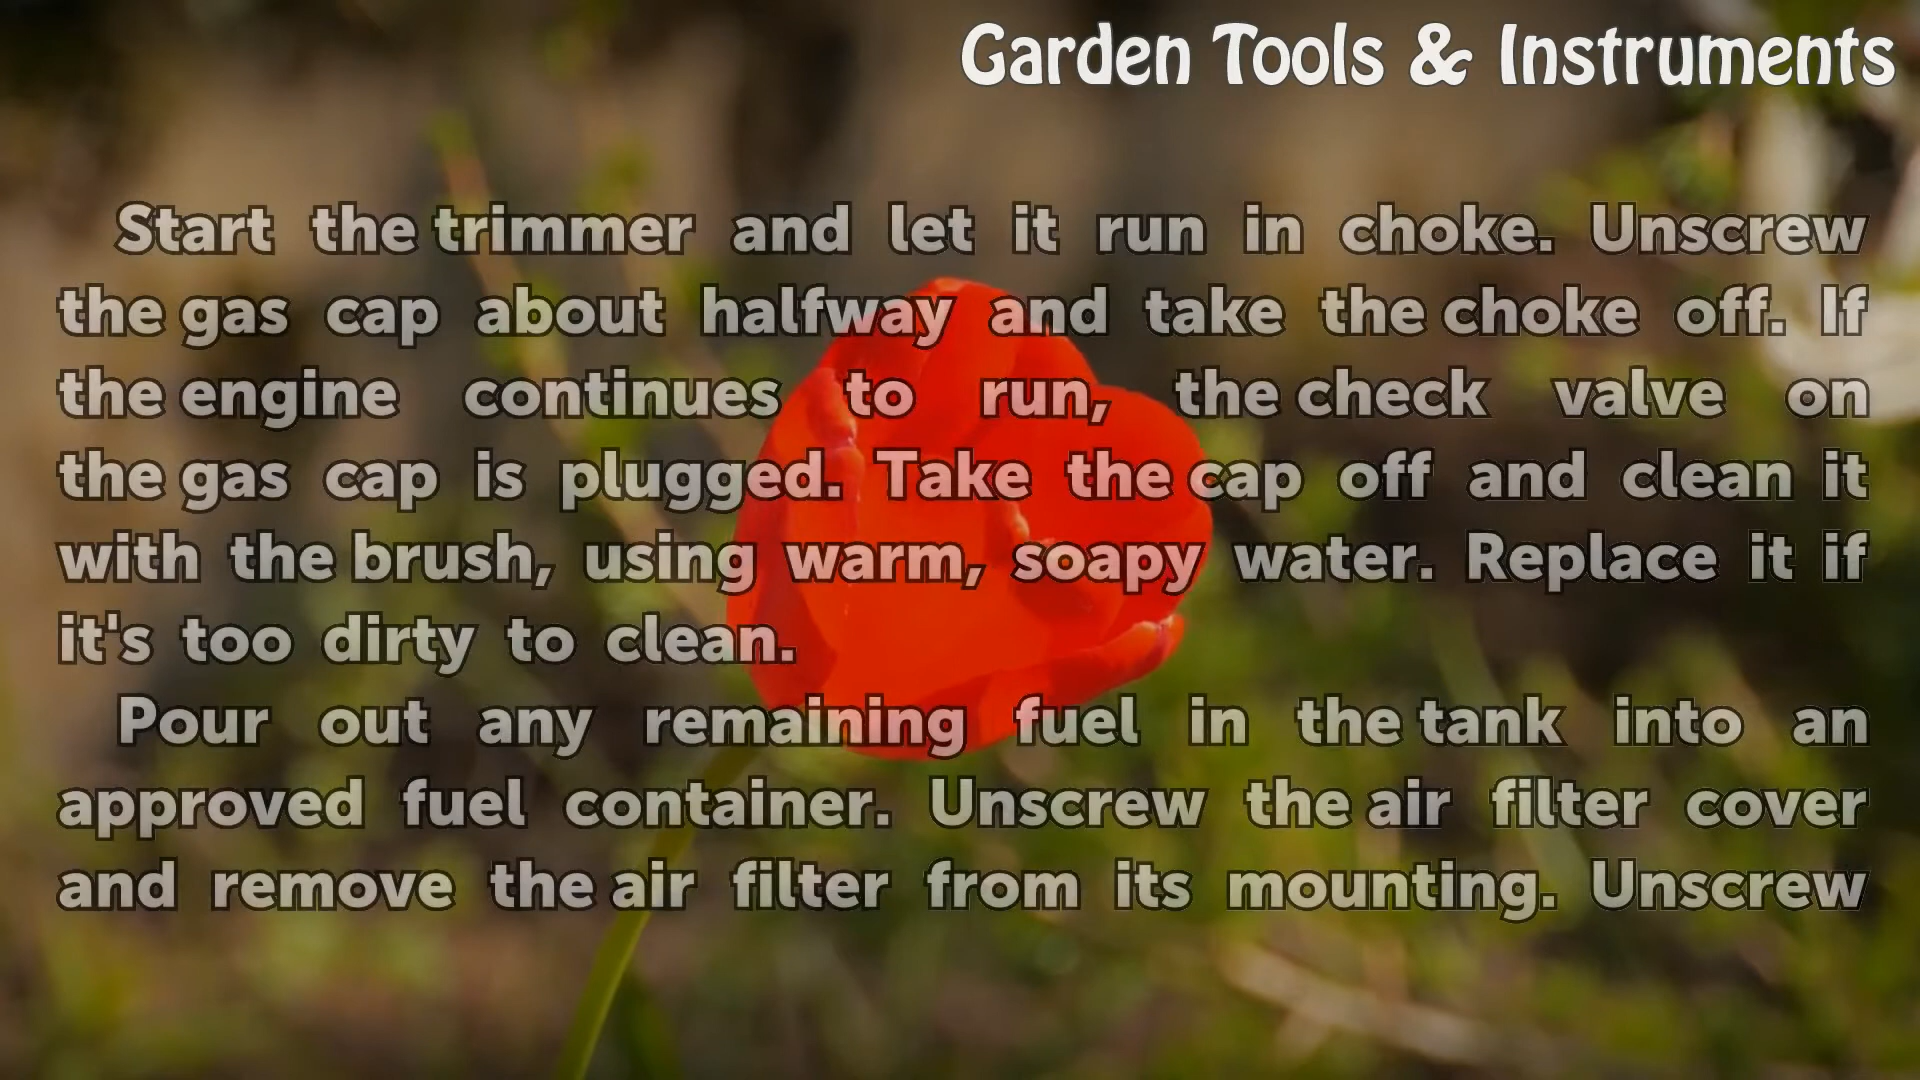 Garden Tools & Instruments
Start the trimmer and let it run in choke. Unscrew
the gas cap about halfway and take the choke off. If
the engine continues to run, the check valve on
the gas cap is plugged. Take the cap off and clean it
with the brush, using warm, soapy water. Replace it if
it's too dirty to clean.
Pour out any remaining fuel in the tank into an
approved fuel container. Unscrew the air filter cover
and remove the air filter from its mounting. Unscrew